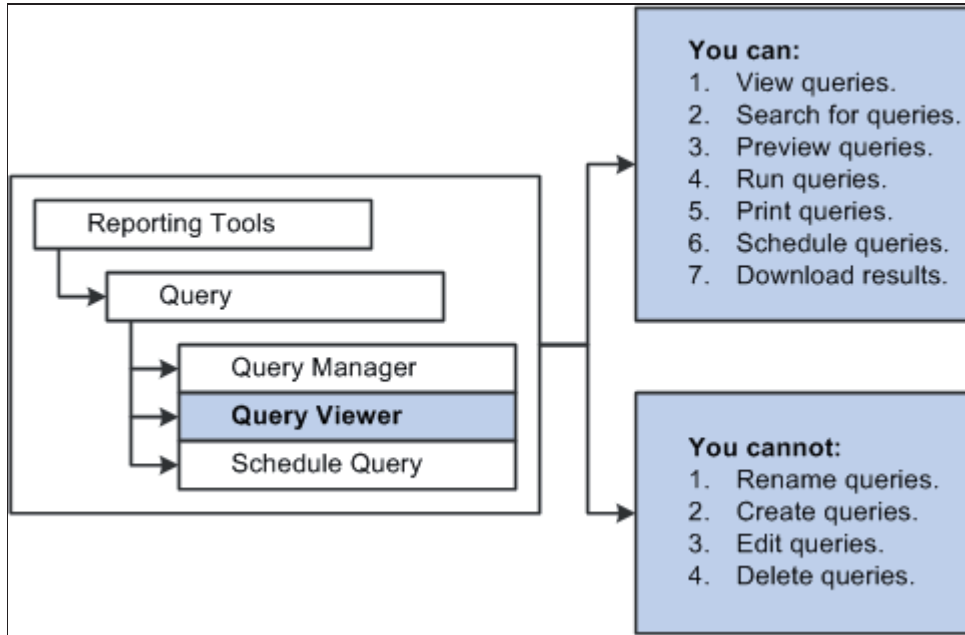 Reporting Tools
Query
Query Manager
Query Viewer
Schedule Query
You can:
1. View queries.
2. Search for queries.
3. Preview queries.
4. Run queries.
5. Print queries.
6. Schedule queries.
7. Download results.
You cannot:
1. Rename queries.
2. Create queries.
3. Edit queries.
4. Delete queries.